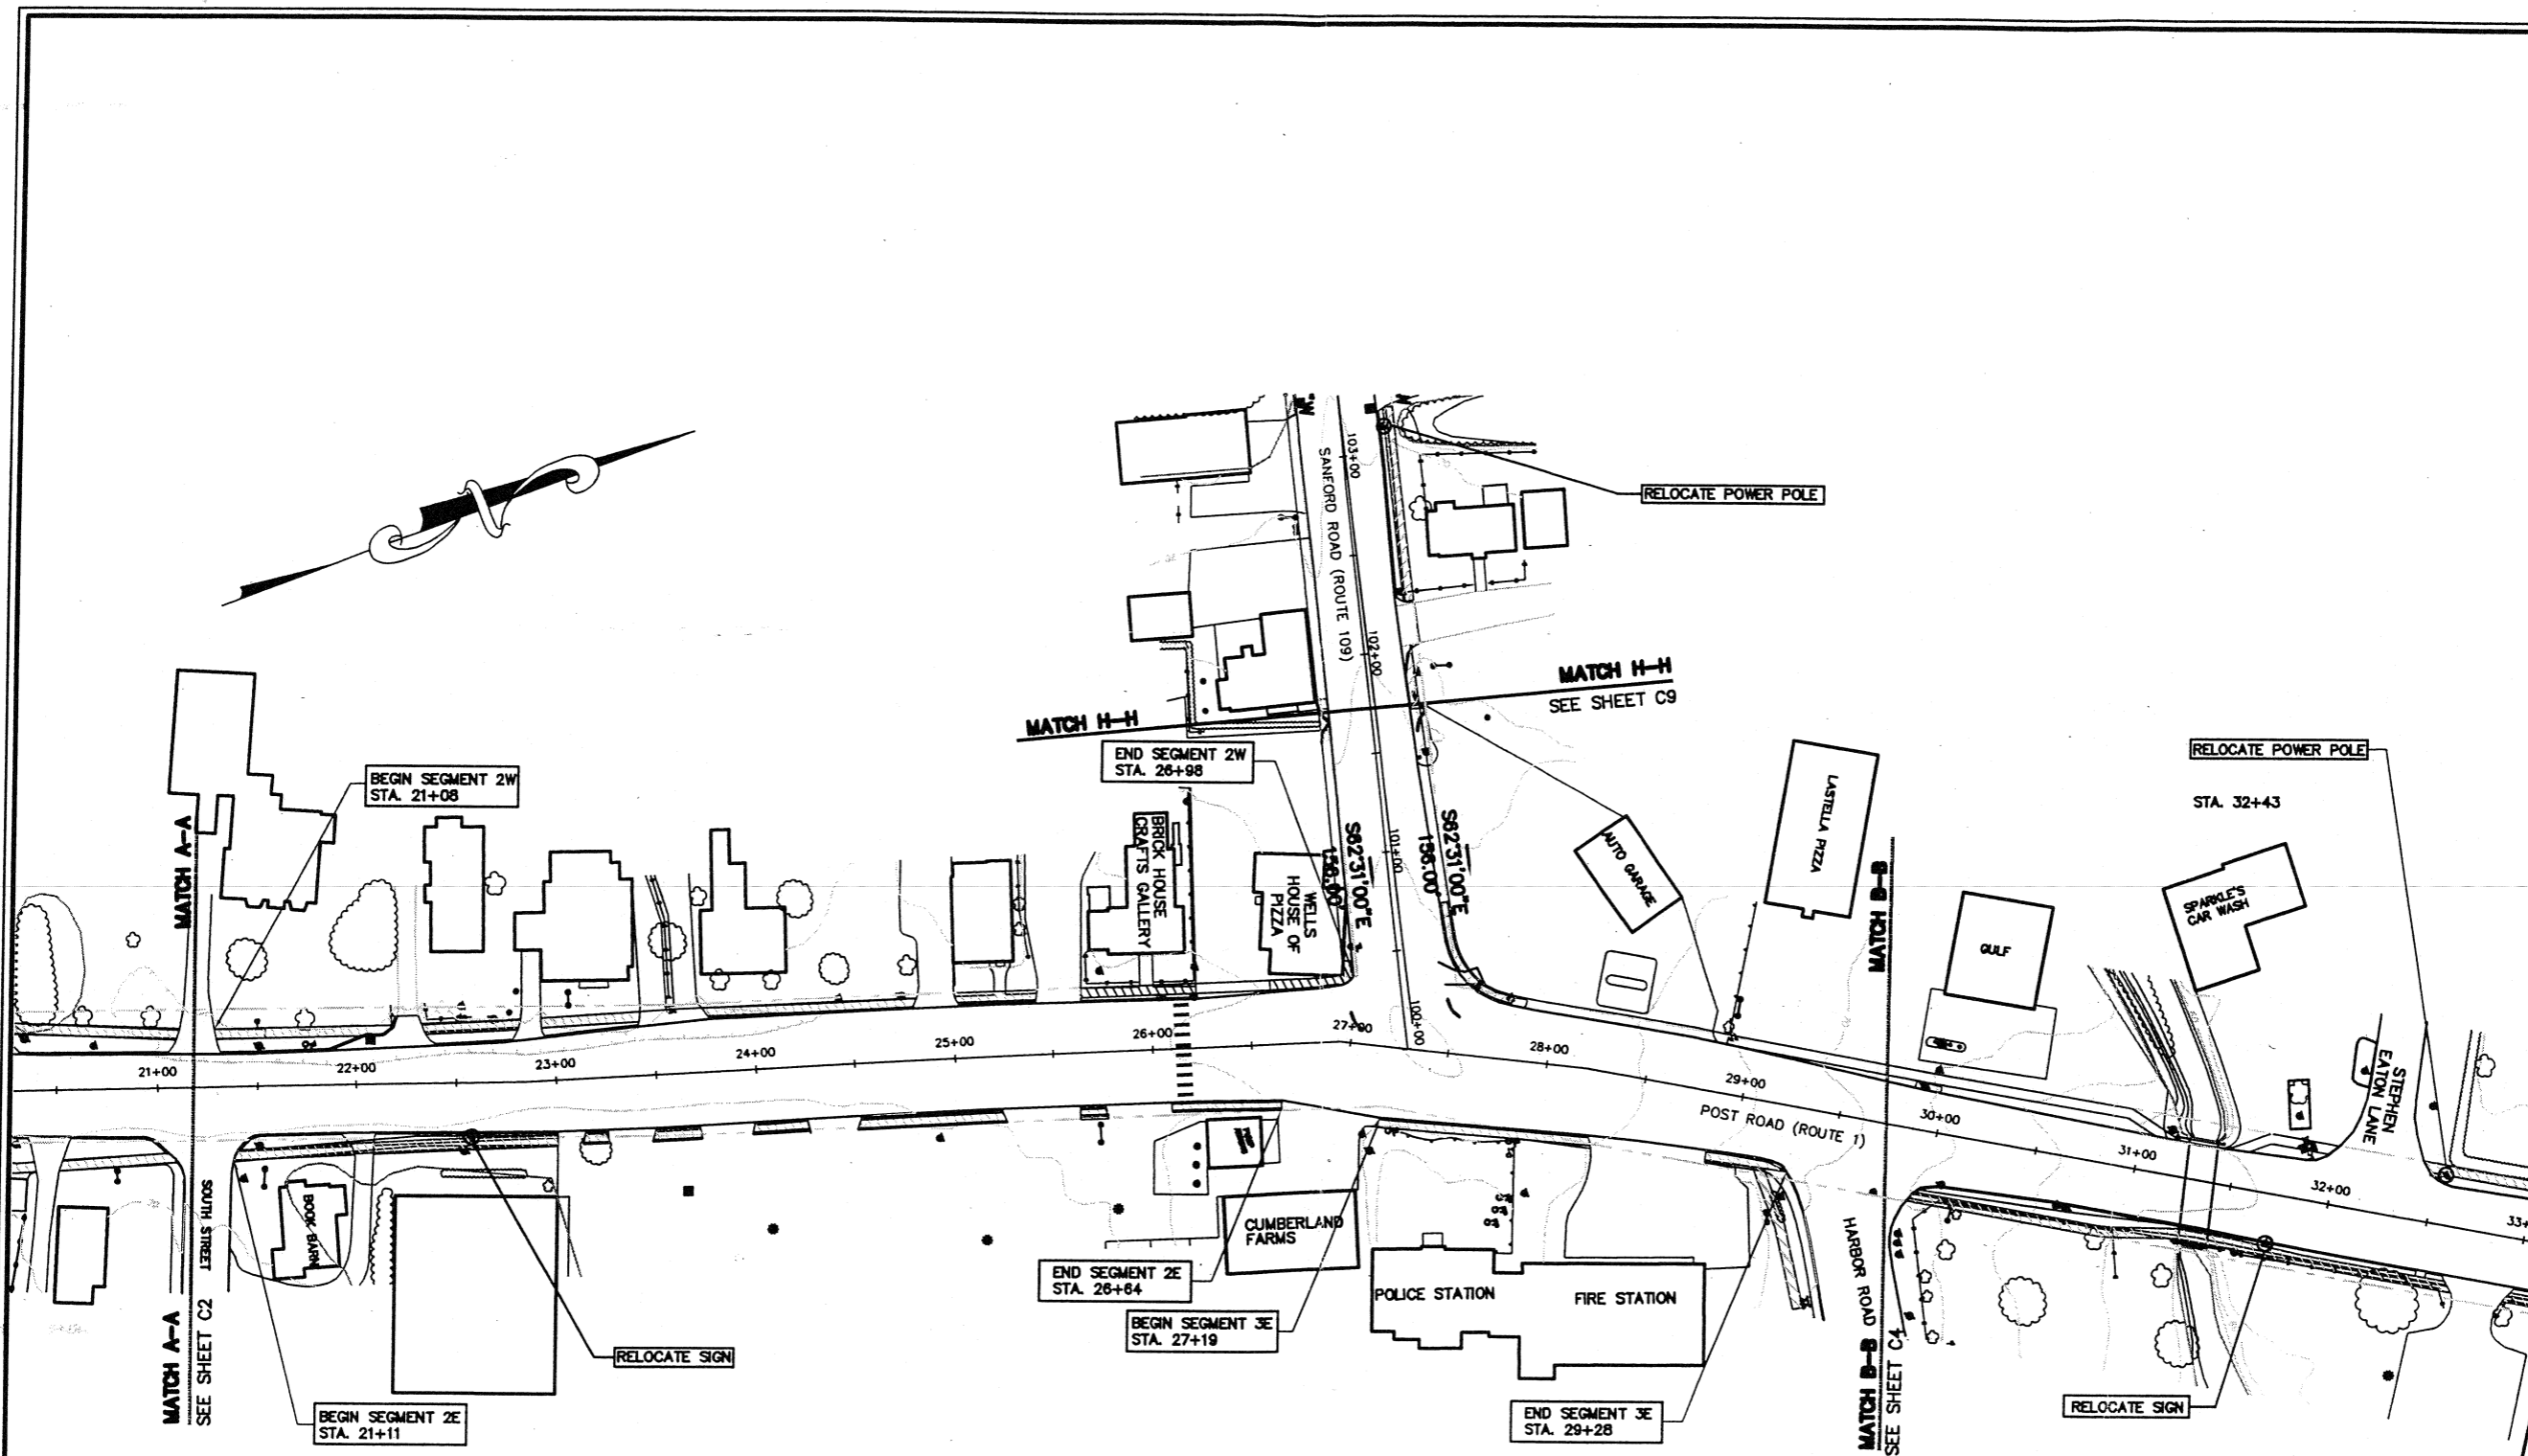 103+00
SANFORD ROAD (ROUTE 109)
RELOCATE POWER POLE
102+00
MATCH H-H
MATCH H-H
SEE SHEET C9
END SEGMENT 2W
STA. 26+98
BEGIN SEGMENT 2W
STA. 21+08
RELOCATE POWER POLE
STA. 32+43
MATCH A-A
BRICK HOUSE
CRAFTS GALLERY
WELLS
HOUSE OF
PIZZA
S62°31'00"E
156.00'
101+00
S62°31'00"E
156.00'
AUTO GARAGE
LASTELLA PIZZA
MATCH B-B
GULF
SPARKLE'S
CAR WASH
STEPHEN
EATON LANE
100+00
21+00
22+00
23+00
24+00
25+00
26+00
27+00
28+00
29+00
30+00
31+00
32+00
33+
POST ROAD (ROUTE 1)
SOUTH STREET
BOOK BARN
CUMBERLAND
FARMS
POLICE STATION
FIRE STATION
HARBOR ROAD
END SEGMENT 2E
STA. 26+64
BEGIN SEGMENT 3E
STA. 27+19
RELOCATE SIGN
MATCH A-A
SEE SHEET C2
BEGIN SEGMENT 2E
STA. 21+11
END SEGMENT 3E
STA. 29+28
MATCH B-B
SEE SHEET C4
RELOCATE SIGN